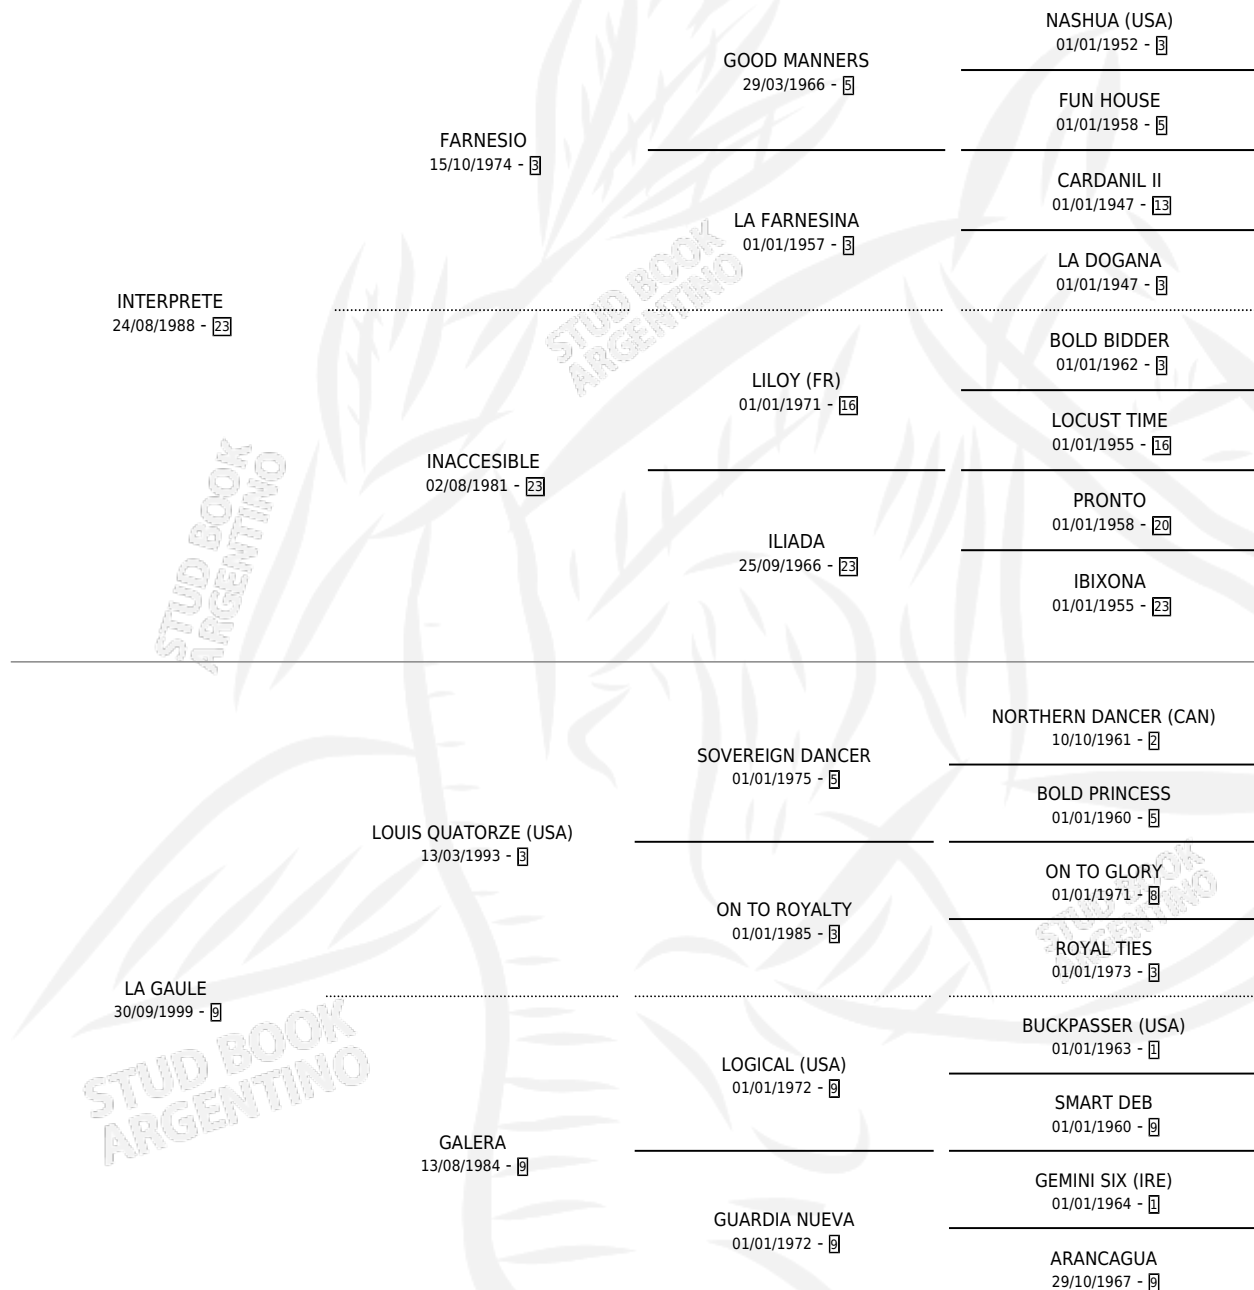 NASHUA (USA)
01/01/1952 - 3
GOOD MANNERS
29/03/1966 - 5
FUN HOUSE
01/01/1958 - 5
FARNESIO
15/10/1974 - 3
CARDANIL II
01/01/1947 - 13
LA FARNESINA
01/01/1957 - 3
LA DOGANA
01/01/1947 - 3
INTERPRETE
24/08/1988 - 23
STUD BOOK
ARGENTINO
BOLD BIDDER
01/01/1962 - 3
LILOY (FR)
01/01/1971 - 16
LOCUST TIME
01/01/1955 - 16
INACCESIBLE
02/08/1981 - 23
PRONTO
01/01/1958 - 20
ILIADA
25/09/1966 - 23
IBIXONA
01/01/1955 - 23
STUD BOOK
ARGENTINO
NORTHERN DANCER (CAN)
10/10/1961 - 2
SOVEREIGN DANCER
01/01/1975 - 5
BOLD PRINCESS
01/01/1960 - 5
LOUIS QUATORZE (USA)
13/03/1993 - 3
ON TO GLORY
01/01/1971 - 8
ON TO ROYALTY
01/01/1985 - 3
STUD BOOK
ARGENTINO
ROYAL TIES
01/01/1973 - 3
LA GAULE
30/09/1999 - 9
STUD BOOK
ARGENTINO
BUCKPASSER (USA)
01/01/1963 - 1
LOGICAL (USA)
01/01/1972 - 9
SMART DEB
01/01/1960 - 9
GALERA
13/08/1984 - 9
GEMINI SIX (IRE)
01/01/1964 - 1
GUARDIA NUEVA
01/01/1972 - 9
ARANCAGUA
29/10/1967 - 9